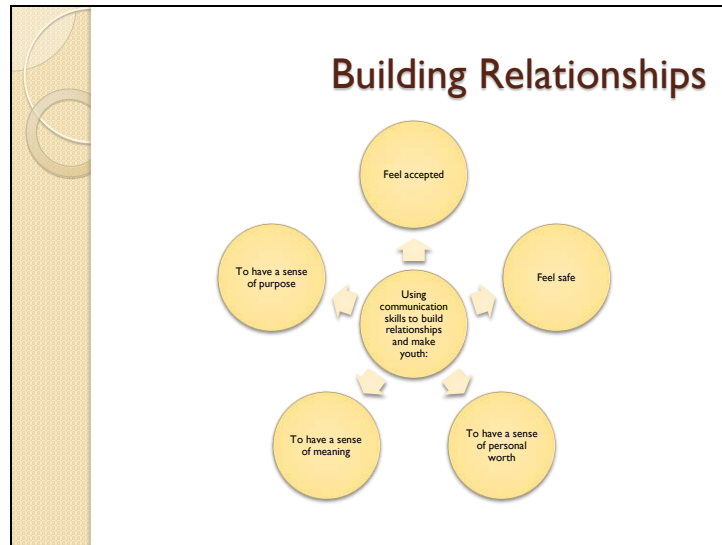 Building Relationships
Feel accepted
Feel safe
To have a sense
of personal
worth
To have a sense
of meaning
To have a sense
of purpose
Using
communication
skills to build
relationships
and make
youth: